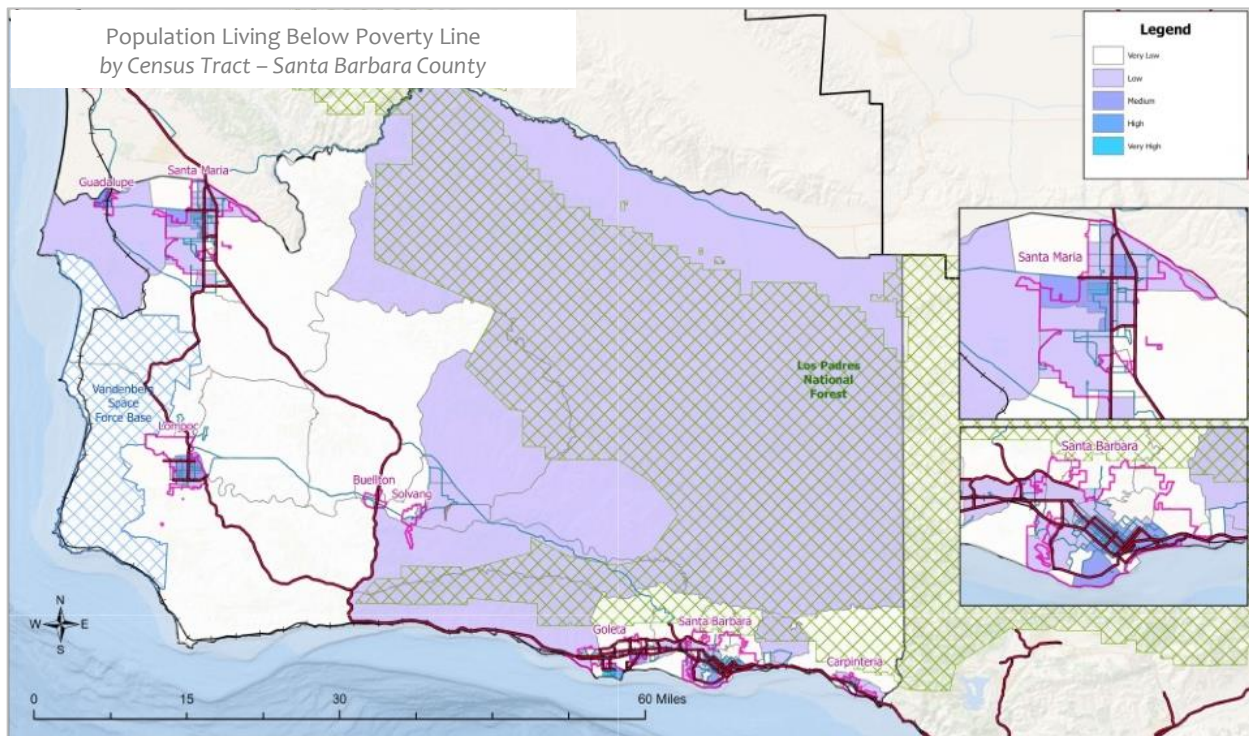 Population Living Below Poverty Line
by Census Tract – Santa Barbara County
Legend
Very Low
Low
Medium
High
Very High
Guadalupe
Santa Maria
Santa Maria
Vandenberg
Space
Force Base
Lompoc
Buellton
Solvang
Los Padres
National
Forest
Santa Barbara
Goleta
Santa Barbara
Carpinteria
N
W
E
S
0
15
30
60 Miles